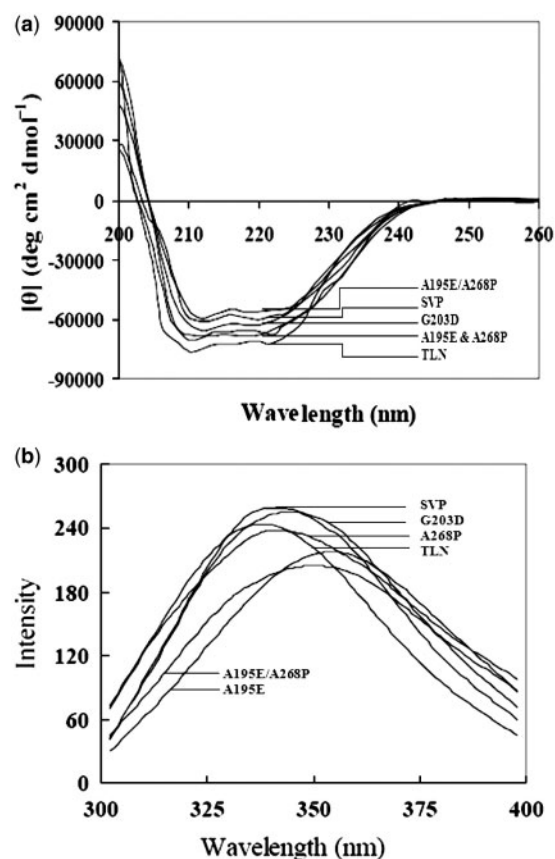 (a)
90000
60000
30000
0
-30000
-60000
-90000
[θ] (deg cm² dmol⁻¹)
200 210 220 230 240 250 260
A195E/A268P
SVP
G203D
A195E & A268P
TLN
Wavelength (nm)
(b)
300
240
180
120
60
0
Intensity
SVP
G203D
A268P
TLN
A195E/A268P
A195E
300 325 350 375 400
Wavelength (nm)